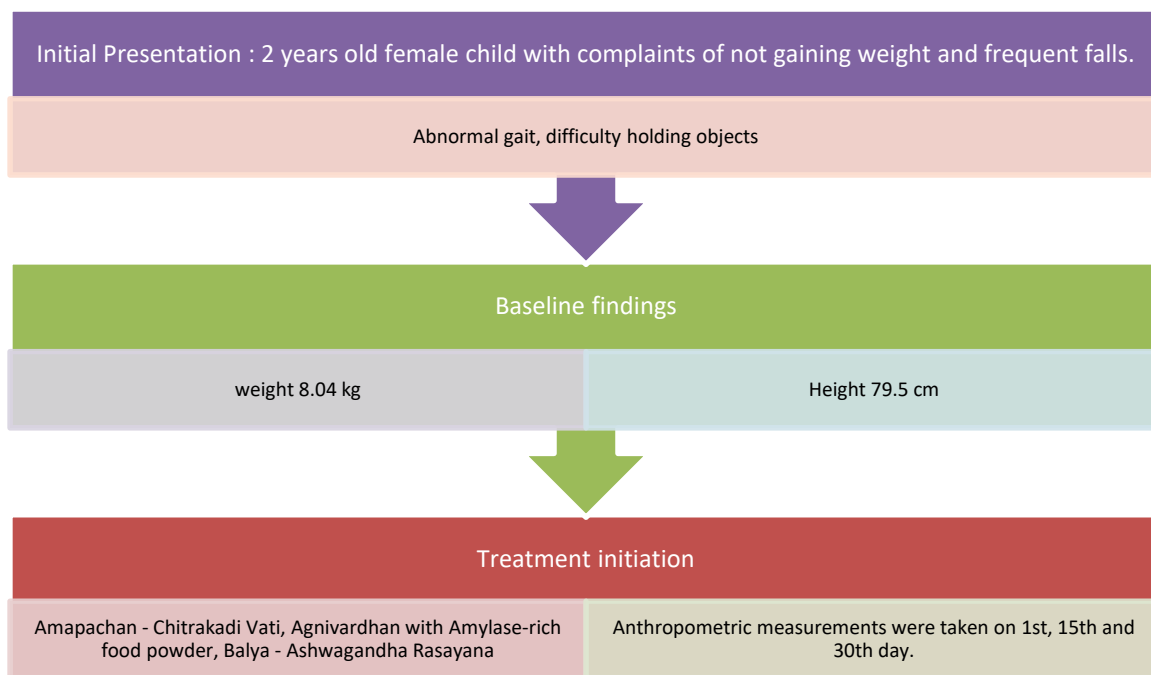 Initial Presentation : 2 years old female child with complaints of not gaining weight and frequent falls.
Abnormal gait, difficulty holding objects
Baseline findings
weight 8.04 kg
Height 79.5 cm
Treatment initiation
Amapachan - Chitrakadi Vati, Agnivardhan with Amylase-rich
food powder, Balya - Ashwagandha Rasayana
Anthropometric measurements were taken on 1st, 15th and
30th day.